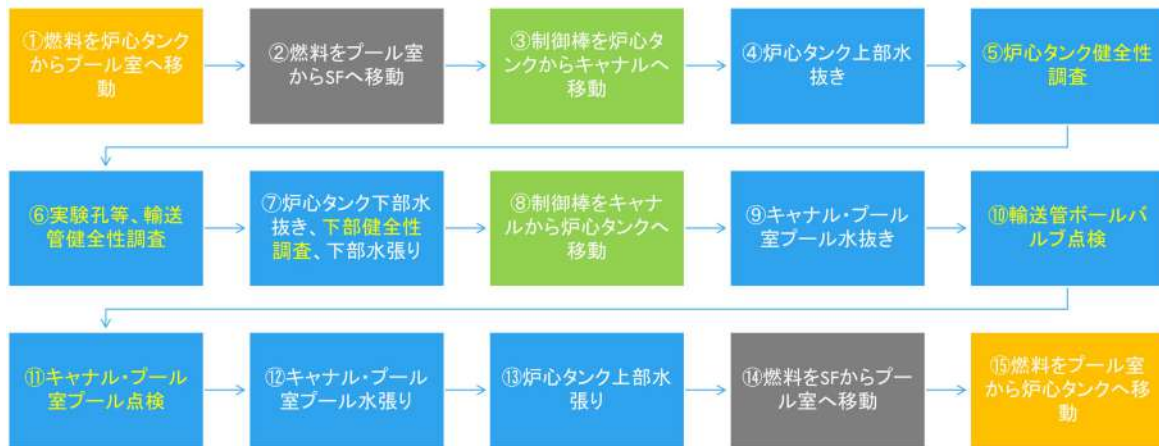 ①燃料を炉心タンク
からプール室へ移
動
②燃料をプール室
からSFへ移動
③制御棒を炉心タ
ンクからキャナルへ
移動
④炉心タンク上部水
抜き
⑤炉心タンク健全性
調査
⑥実験孔等、輸送
管健全性調査
⑦炉心タンク下部水
抜き、下部健全性
調査、下部水張り
⑧制御棒をキャナ
ルから炉心タンクへ
移動
⑨キャナル・プール
室プール水抜き
⑩輸送管ボールバ
ルブ点検
⑪キャナル・プール
室プール点検
⑫キャナル・プール
室プール水張り
⑬炉心タンク上部水
張り
⑭燃料をSFからプー
ル室へ移動
⑮燃料をプール室
から炉心タンクへ移
動